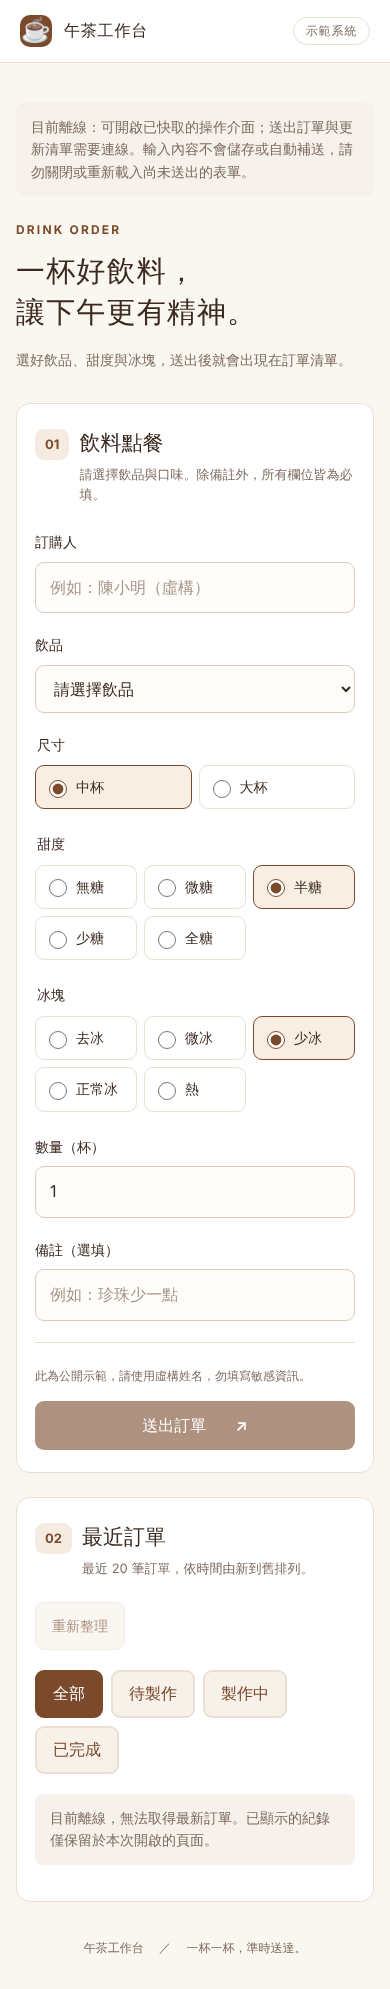 午茶工作台
示範系統
目前離線：可開啟已快取的操作介面；送出訂單與更
新清單需要連線。輸入內容不會儲存或自動補送，請
勿關閉或重新載入尚未送出的表單。
DRINK ORDER
一杯好飲料，
讓下午更有精神。
選好飲品、甜度與冰塊，送出後就會出現在訂單清單。
01 飲料點餐
請選擇飲品與口味。除備註外，所有欄位皆為必
填。
訂購人
例如：陳小明（虛構）
飲品
請選擇飲品
尺寸
中杯 大杯
甜度
無糖 微糖 半糖
少糖 全糖
冰塊
去冰 微冰 少冰
正常冰 熱
數量（杯）
1
備註（選填）
例如：珍珠少一點
此為公開示範，請使用虛構姓名，勿填寫敏感資訊。
送出訂單 ↗
02 最近訂單
最近 20 筆訂單，依時間由新到舊排列。
重新整理
全部 待製作 製作中
已完成
目前離線，無法取得最新訂單。已顯示的紀錄
僅保留於本次開啟的頁面。
午茶工作台 ／ 一杯一杯，準時送達。